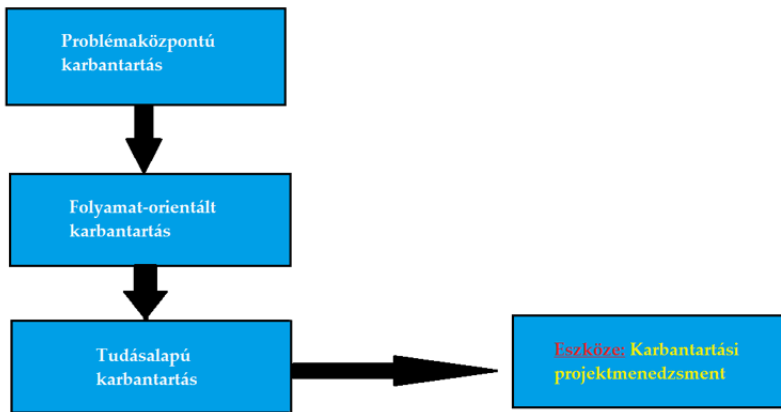 Problémaközpontú
karbantartás
Folyamat-orientált
karbantartás
Tudásalapú
karbantartás
Eszköze: Karbantartási
projektmenedzsment